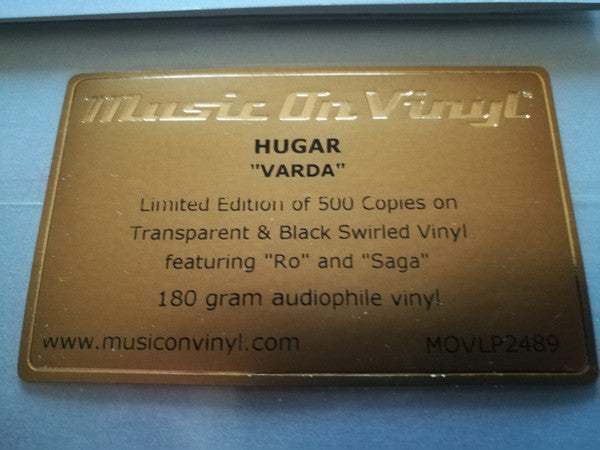 Music On Vinyl
HUGAR
"VARDA"
Limited Edition of 500 Copies on
Transparent & Black Swirled Vinyl
featuring "Ro" and "Saga"
180 gram audiophile vinyl
www.musiconvinyl.com MOVLP2489